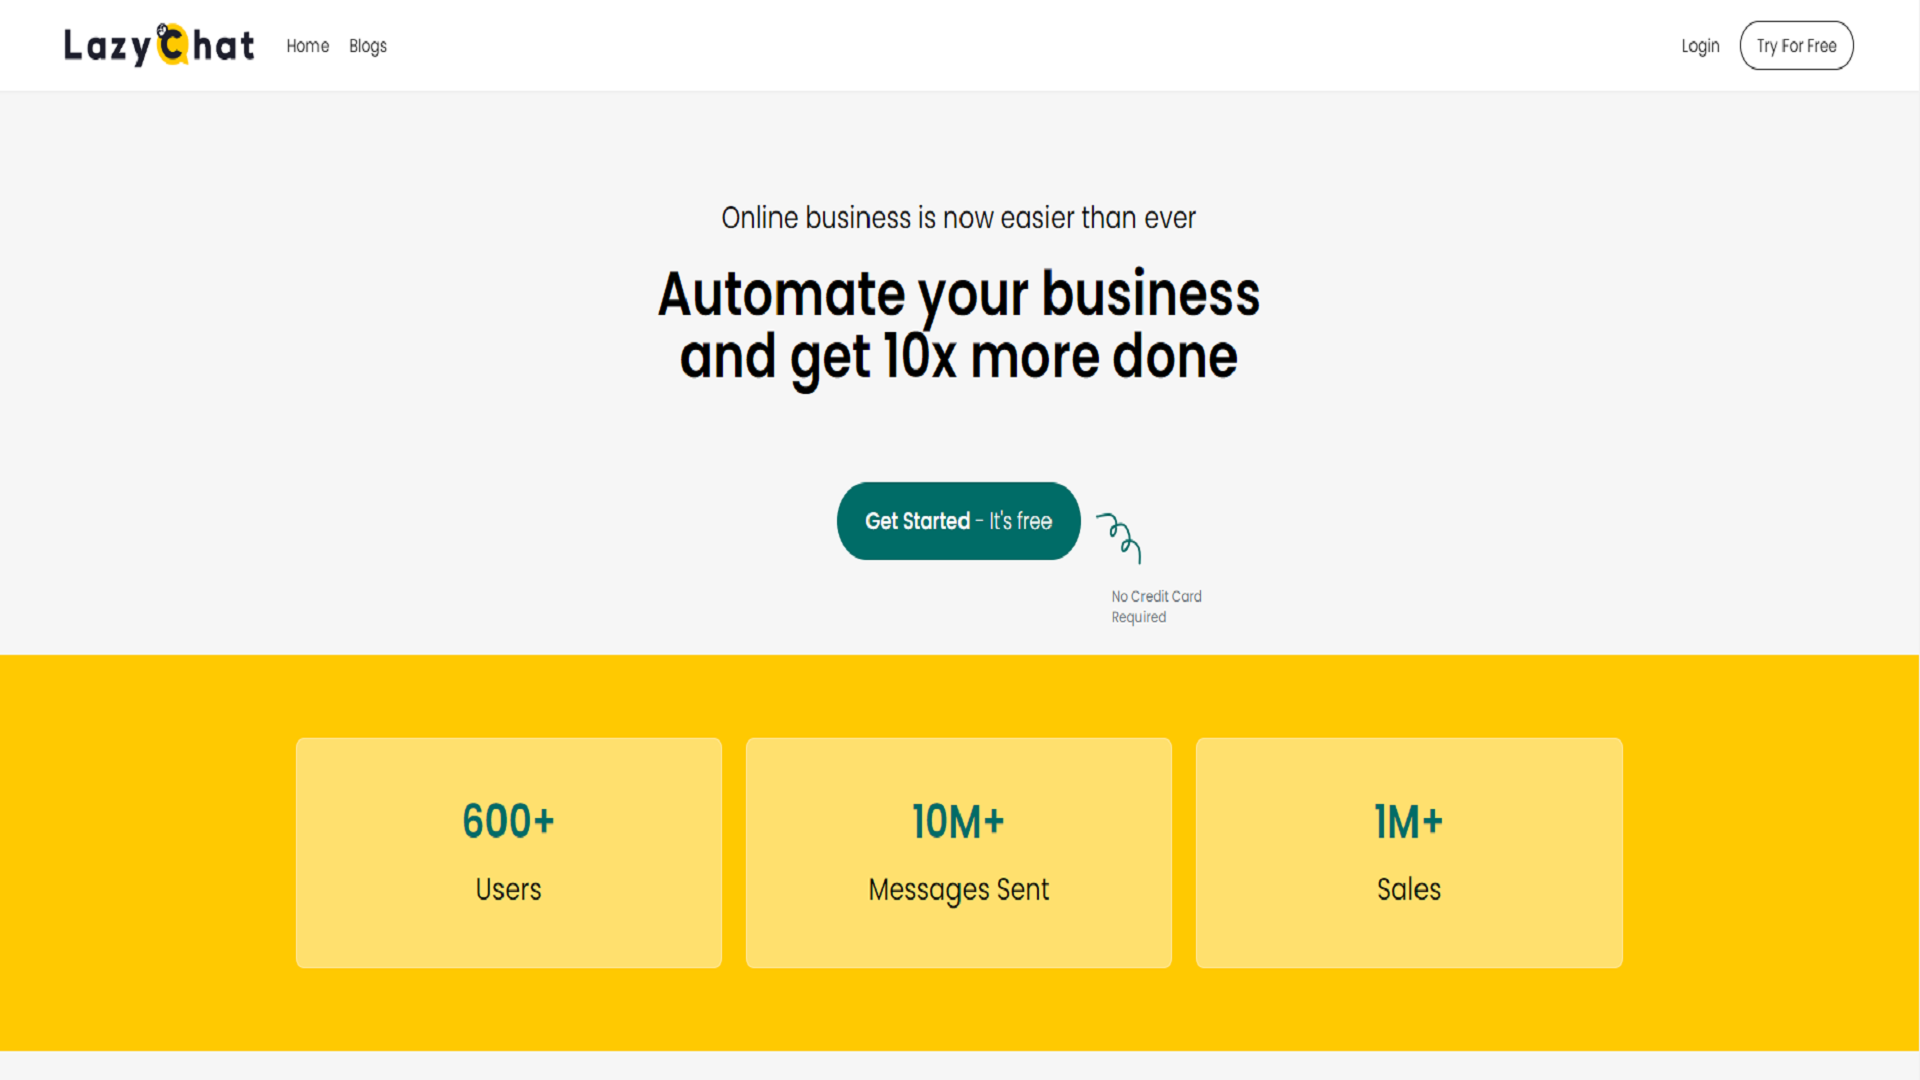 LazyChat
Home
Blogs
Login
Try For Free
Online business is now easier than ever
Automate your business
and get 10x more done
Get Started - It's free
No Credit Card
Required
600+
Users
10M+
Messages Sent
1M+
Sales